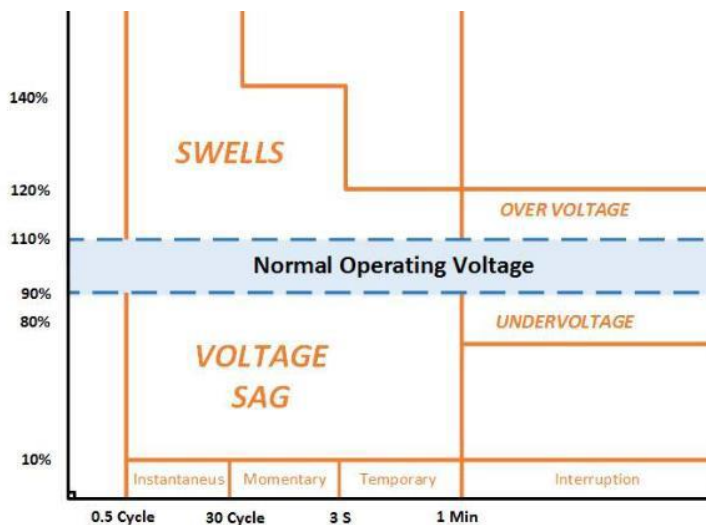 140%
SWELLS
120%
OVER VOLTAGE
110%
Normal Operating Voltage
90%
80%
UNDERVOLTAGE
VOLTAGE
SAG
10%
Instantaneus Momentary Temporary Interruption
0.5 Cycle 30 Cycle 3 S 1 Min